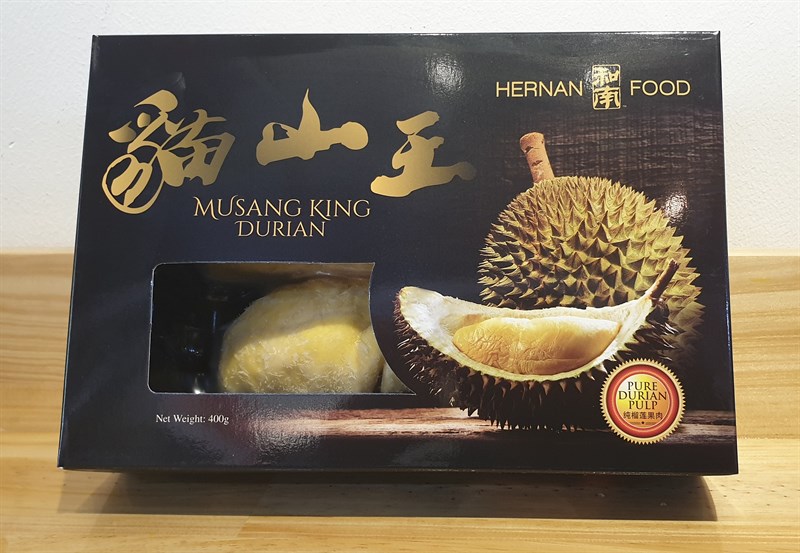 貓山王
MUSANG KING
DURIAN
HERNAN 和南 FOOD
Net Weight: 400g
PURE
DURIAN
PULP
纯榴莲果肉